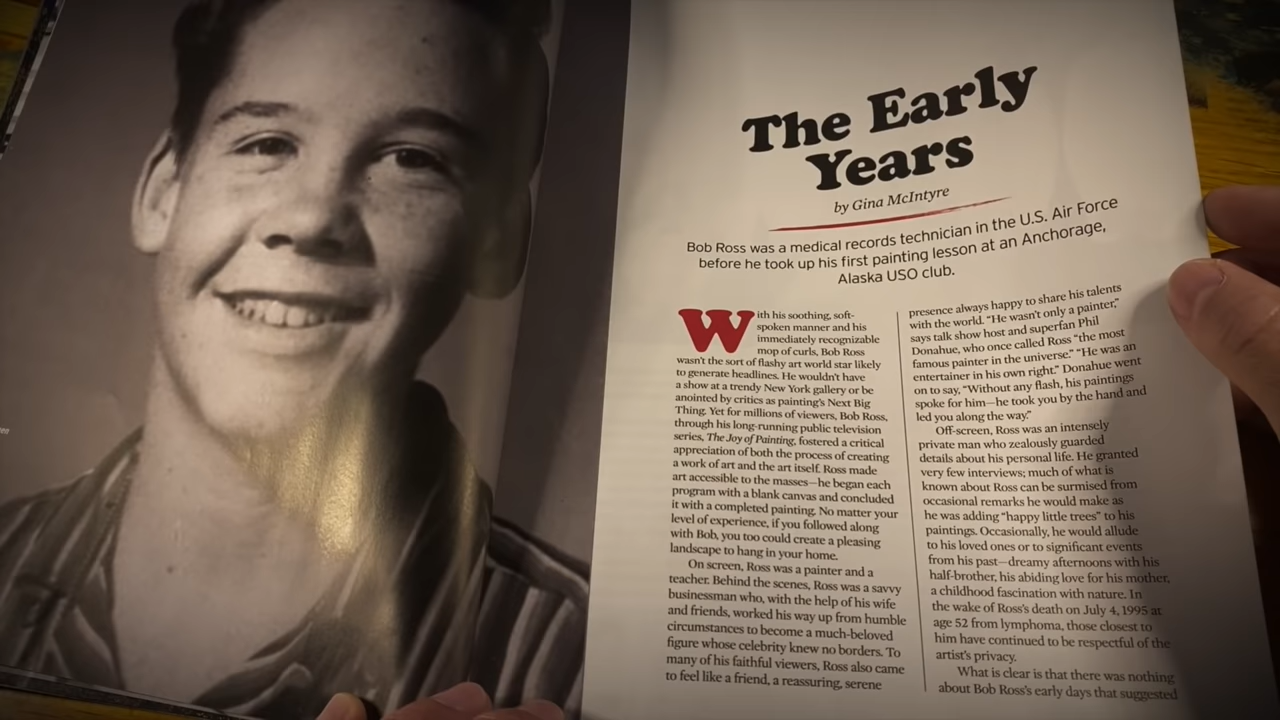 The Early
Years
by Gina McIntyre
Bob Ross was a medical records technician in the U.S. Air Force
before he took up his first painting lesson at an Anchorage,
Alaska USO club.
With his soothing, soft-
spoken manner and his
immediately recognizable
mop of curls, Bob Ross
wasn't the sort of flashy art world star likely
to generate headlines. He wouldn't have
a show at a trendy New York gallery or be
anointed by critics as painting's Next Big
Thing. Yet for millions of viewers, Bob Ross,
through his long-running public television
series, The Joy of Painting, fostered a critical
appreciation of both the process of creating
a work of art and the art itself. Ross made
art accessible to the masses—he began each
program with a blank canvas and concluded
it with a completed painting. No matter your
level of experience, if you followed along
with Bob, you too could create a pleasing
landscape to hang in your home.
On screen, Ross was a painter and a
teacher. Behind the scenes, Ross was a savvy
businessman who, with the help of his wife
and friends, worked his way up from humble
circumstances to become a much-beloved
figure whose celebrity knew no borders. To
many of his faithful viewers, Ross also came
to feel like a friend, a reassuring, serene
presence always happy to share his talents
with the world. "He wasn't only a painter,"
says talk show host and superfan Phil
Donahue, who once called Ross "the most
famous painter in the universe." "He was an
entertainer in his own right." Donahue went
on to say, "Without any flash, his paintings
spoke for him—he took you by the hand and
led you along the way."
Off-screen, Ross was an intensely
private man who zealously guarded
details about his personal life. He granted
very few interviews; much of what is
known about Ross can be surmised from
occasional remarks he would make as
he was adding "happy little trees" to his
paintings. Occasionally, he would allude
to his loved ones or to significant events
from his past—dreamy afternoons with his
half-brother, his abiding love for his mother,
a childhood fascination with nature. In
the wake of Ross's death on July 4, 1995 at
age 52 from lymphoma, those closest to
him have continued to be respectful of the
artist's privacy.
What is clear is that there was nothing
about Bob Ross's early days that suggested